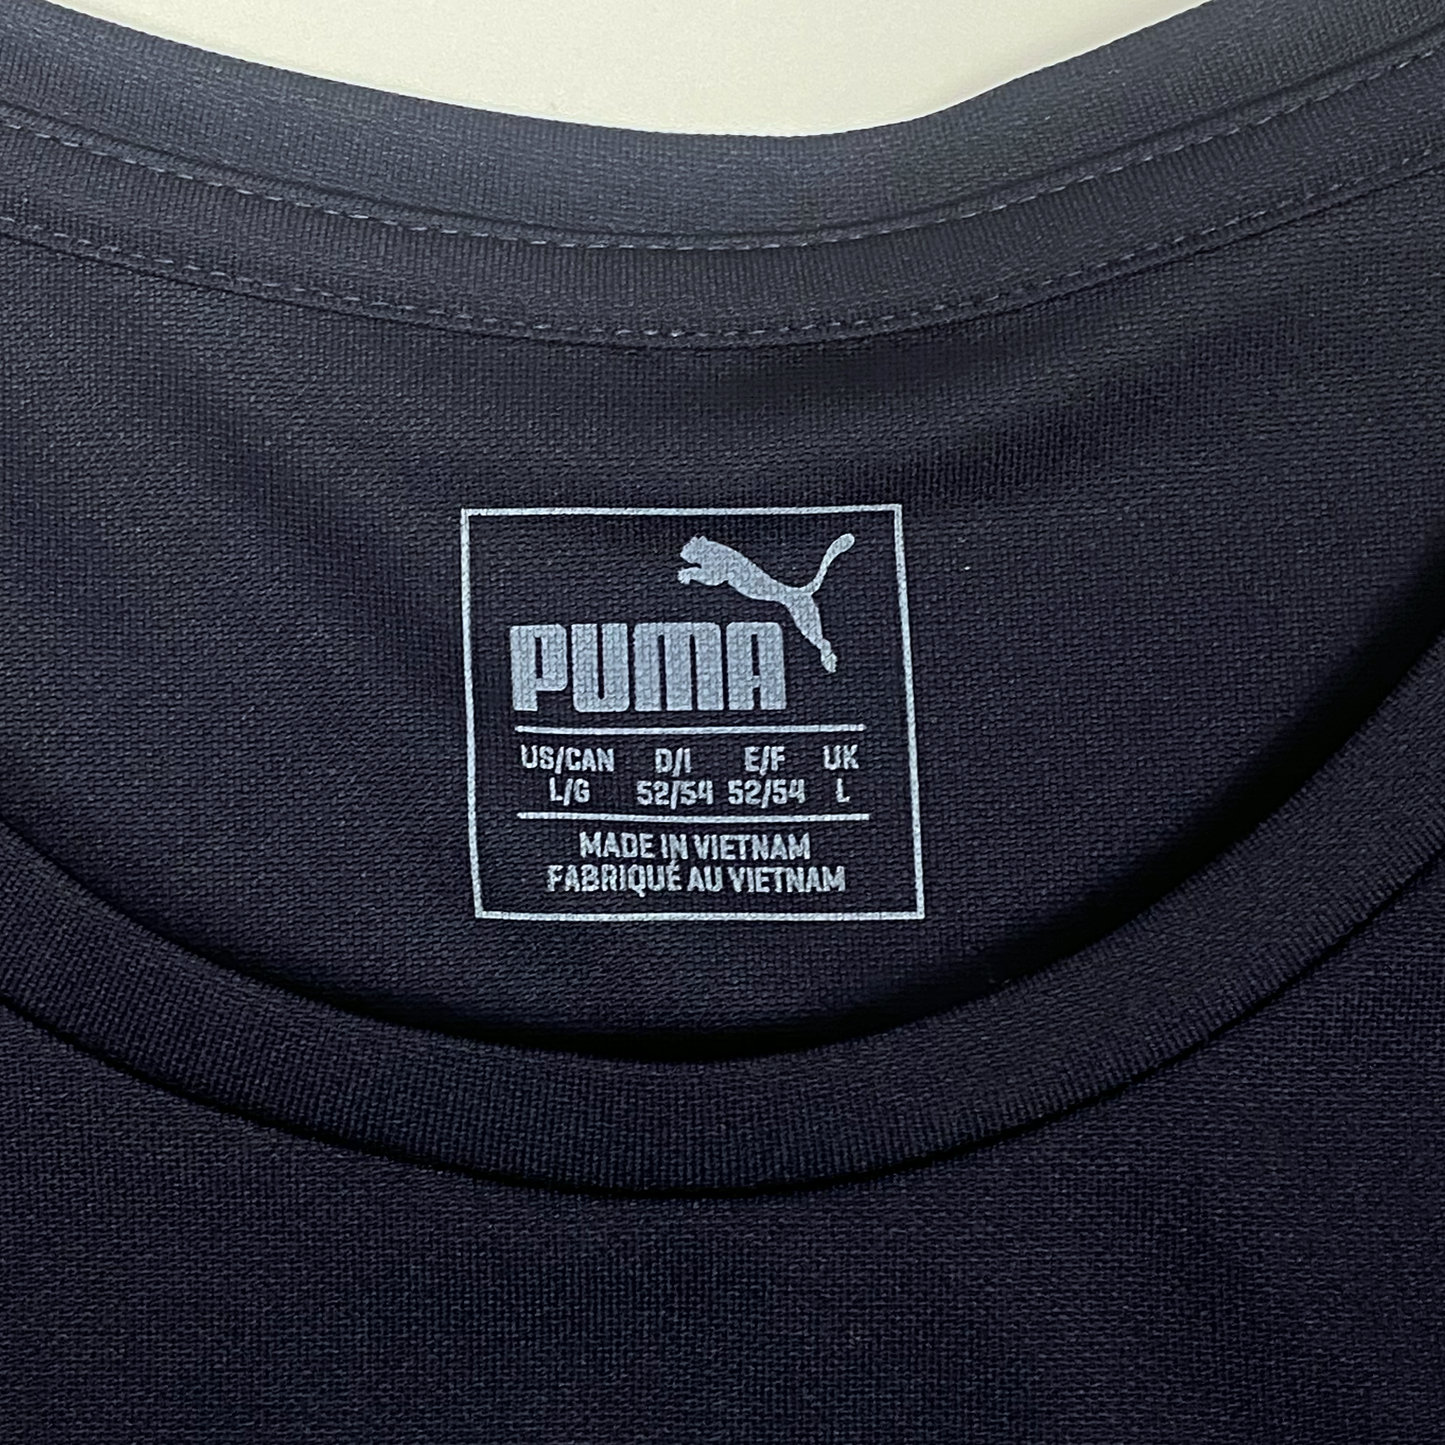 PUMA
US/CAN D/I E/F UK
L/G 52/54 52/54 L
MADE IN VIETNAM
FABRIQUÉ AU VIETNAM